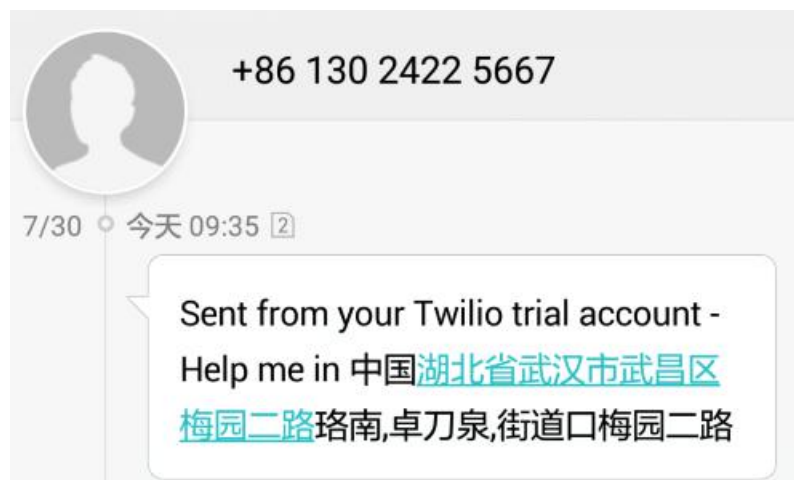 +86 130 2422 5667
7/30 今天 09:35 2
Sent from your Twilio trial account -
Help me in 中国湖北省武汉市武昌区
梅园二路珞南,卓刀泉,街道口梅园二路